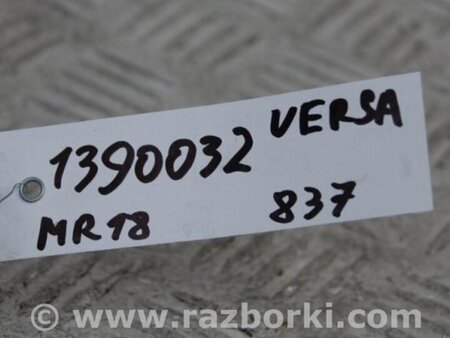 1390032 VERSA
MR18 837
© www.razborki.com